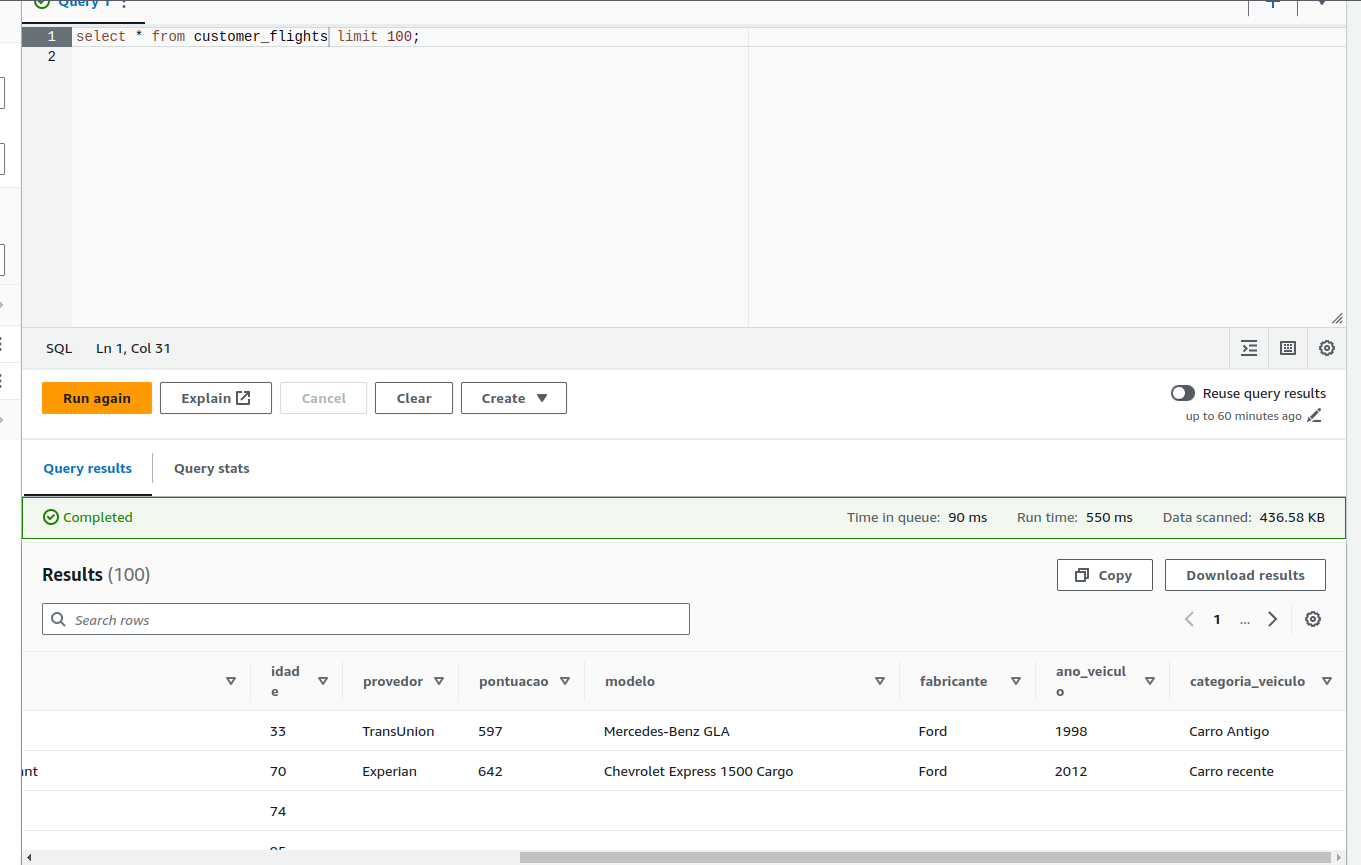 Query 1
1 select * from customer_flights limit 100;
2
SQL Ln 1, Col 31
Run again Explain Cancel Clear Create
Reuse query results
up to 60 minutes ago
Query results Query stats
Completed Time in queue: 90 ms Run time: 550 ms Data scanned: 436.58 KB
Results (100) Copy Download results
Search rows 1 ...
idad
e
provedor pontuacao modelo fabricante
ano_veicul
o
categoria_veiculo
33 TransUnion 597 Mercedes-Benz GLA Ford 1998 Carro Antigo
nt 70 Experian 642 Chevrolet Express 1500 Cargo Ford 2012 Carro recente
74